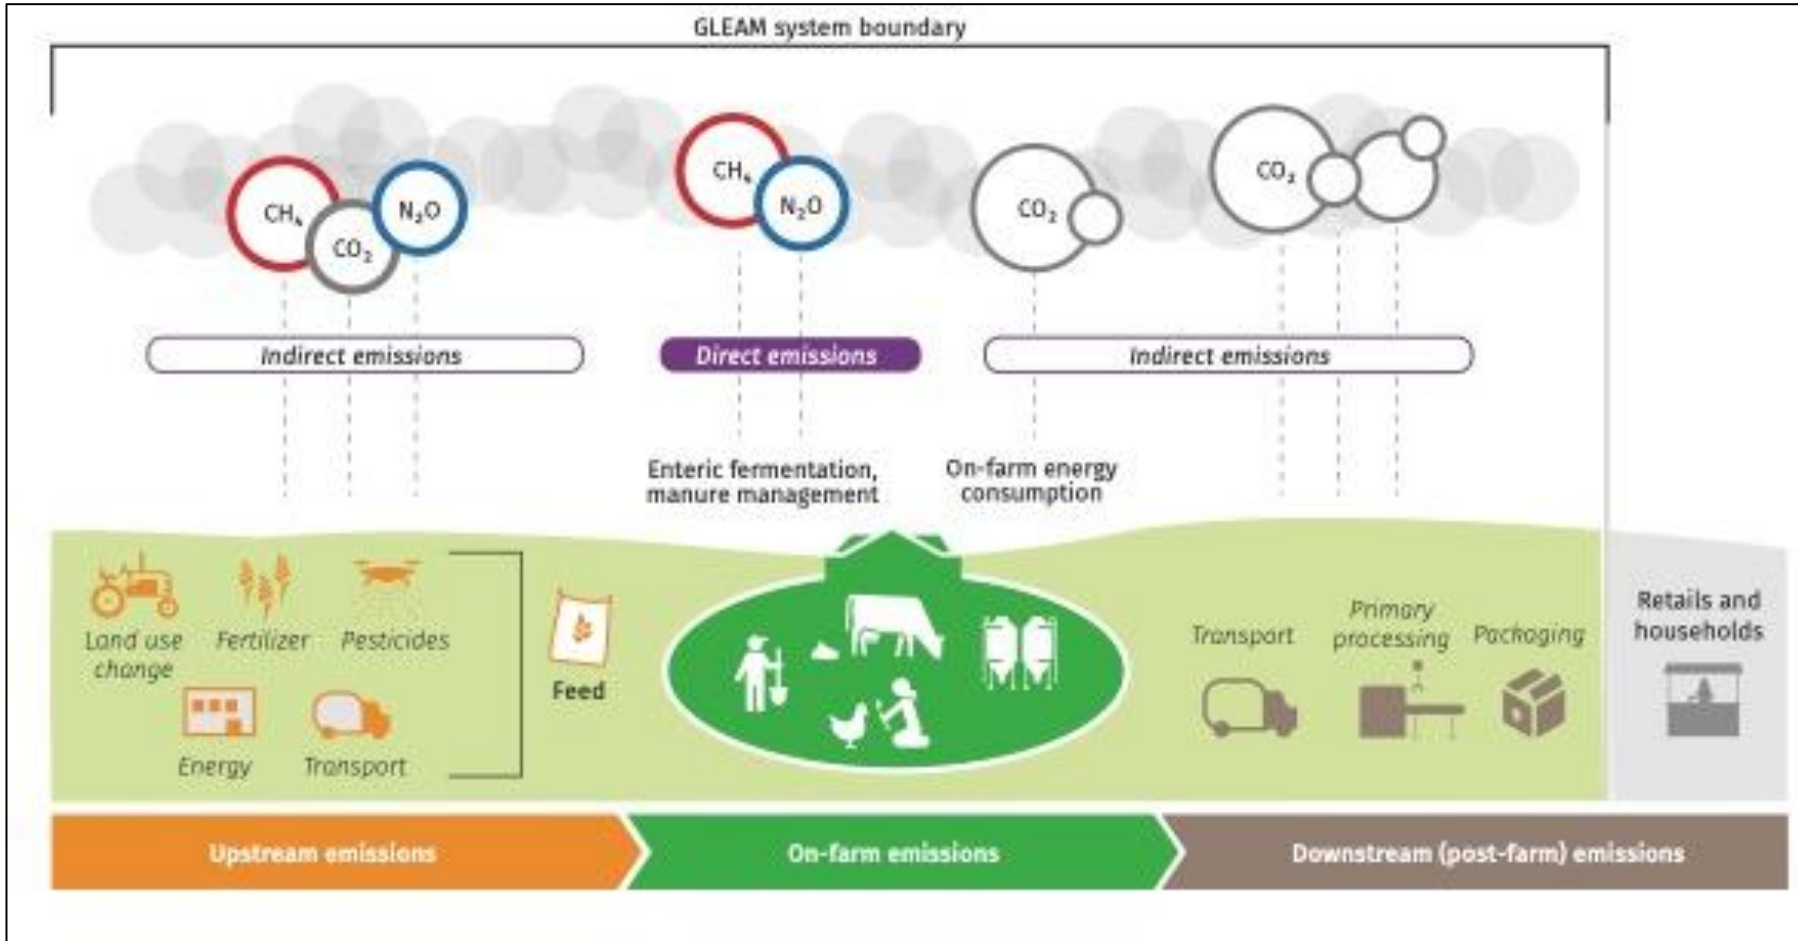 GLEAM system boundary
CH₄
CO₂
N₂O
CH₄
N₂O
CO₂
CO₂
Indirect emissions
Direct emissions
Indirect emissions
Enteric fermentation,
manure management
On-farm energy
consumption
Land use
change
Fertilizer
Pesticides
Energy
Transport
Feed
Transport
Primary
processing
Packaging
Retails and
households
Upstream emissions
On-farm emissions
Downstream (post-farm) emissions